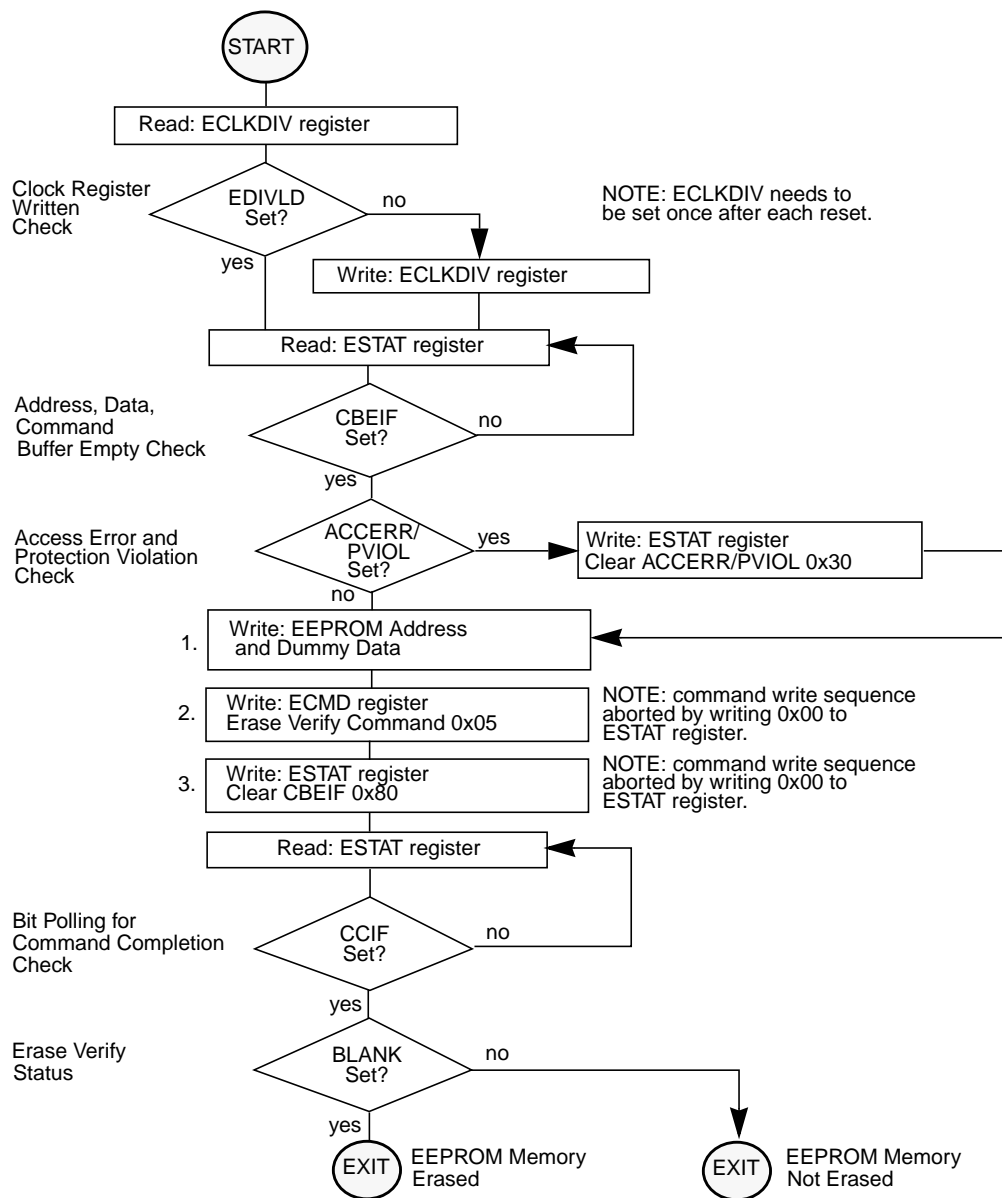 START
Read: ECLKDIV register
Clock Register
Written
Check
EDIVLD
Set?
no
yes
NOTE: ECLKDIV needs to
be set once after each reset.
Write: ECLKDIV register
Read: ESTAT register
Address, Data,
Command
Buffer Empty Check
CBEIF
Set?
no
yes
Access Error and
Protection Violation
Check
ACCERR/
PVIOL
Set?
yes
no
Write: ESTAT register
Clear ACCERR/PVIOL 0x30
1.
Write: EEPROM Address
and Dummy Data
2.
Write: ECMD register
Erase Verify Command 0x05
NOTE: command write sequence
aborted by writing 0x00 to
ESTAT register.
3.
Write: ESTAT register
Clear CBEIF 0x80
NOTE: command write sequence
aborted by writing 0x00 to
ESTAT register.
Read: ESTAT register
Bit Polling for
Command Completion
Check
CCIF
Set?
no
yes
Erase Verify
Status
BLANK
Set?
no
yes
EXIT
EEPROM Memory
Erased
EXIT
EEPROM Memory
Not Erased